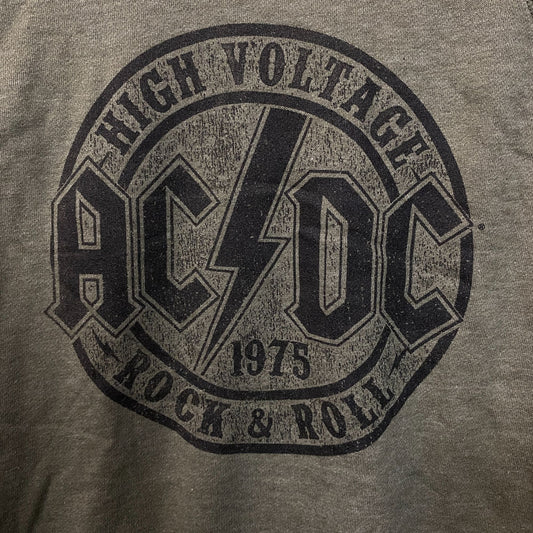 HIGH VOLTAGE
AC/DC®
1975
ROCK & ROLL